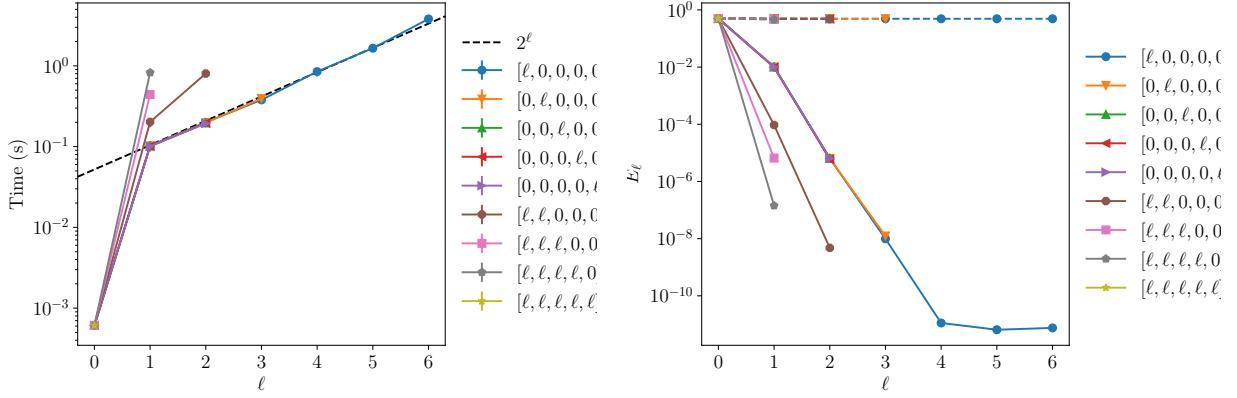 Time (s)
10^0
10^{-1}
10^{-2}
10^{-3}
0 1 2 3 4 5 6
ℓ
2^ℓ
[ℓ, 0, 0, 0, 0
[0, ℓ, 0, 0, 0
[0, 0, ℓ, 0, 0
[0, 0, 0, ℓ, 0
[0, 0, 0, 0, ℓ
[ℓ, ℓ, 0, 0, 0
[ℓ, ℓ, ℓ, 0, 0
[ℓ, ℓ, ℓ, ℓ, 0
[ℓ, ℓ, ℓ, ℓ, ℓ]
E_ℓ
10^0
10^{-2}
10^{-4}
10^{-6}
10^{-8}
10^{-10}
0 1 2 3 4 5 6
ℓ
[ℓ, 0, 0, 0, 0
[0, ℓ, 0, 0, 0
[0, 0, ℓ, 0, 0
[0, 0, 0, ℓ, 0
[0, 0, 0, 0, ℓ
[ℓ, ℓ, 0, 0, 0
[ℓ, ℓ, ℓ, 0, 0
[ℓ, ℓ, ℓ, ℓ, 0
[ℓ, ℓ, ℓ, ℓ, ℓ]